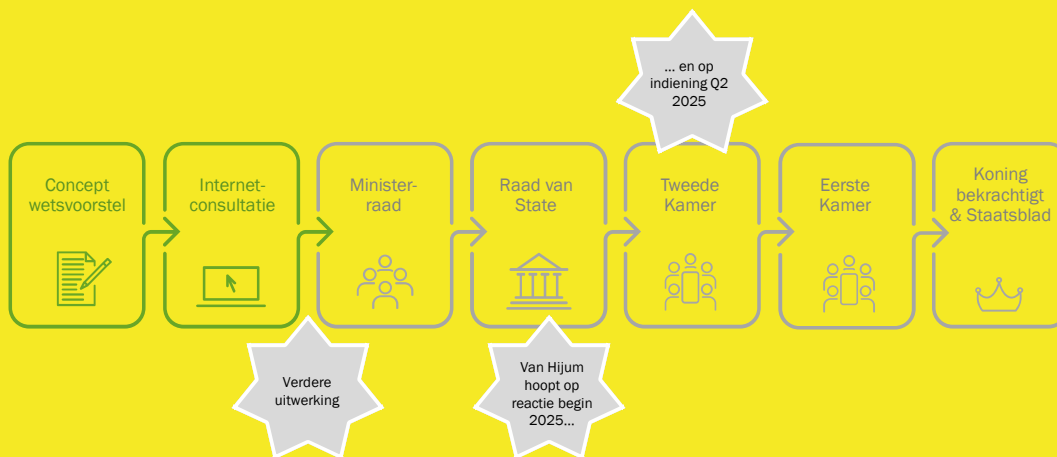 ... en op
indiening Q2
2025
Concept
wetsvoorstel
Internet-
consultatie
Minister-
raad
Raad van
State
Tweede
Kamer
Eerste
Kamer
Koning
bekrachtigt
& Staatsblad
Verdere
uitwerking
Van Hijum
hoopt op
reactie begin
2025...